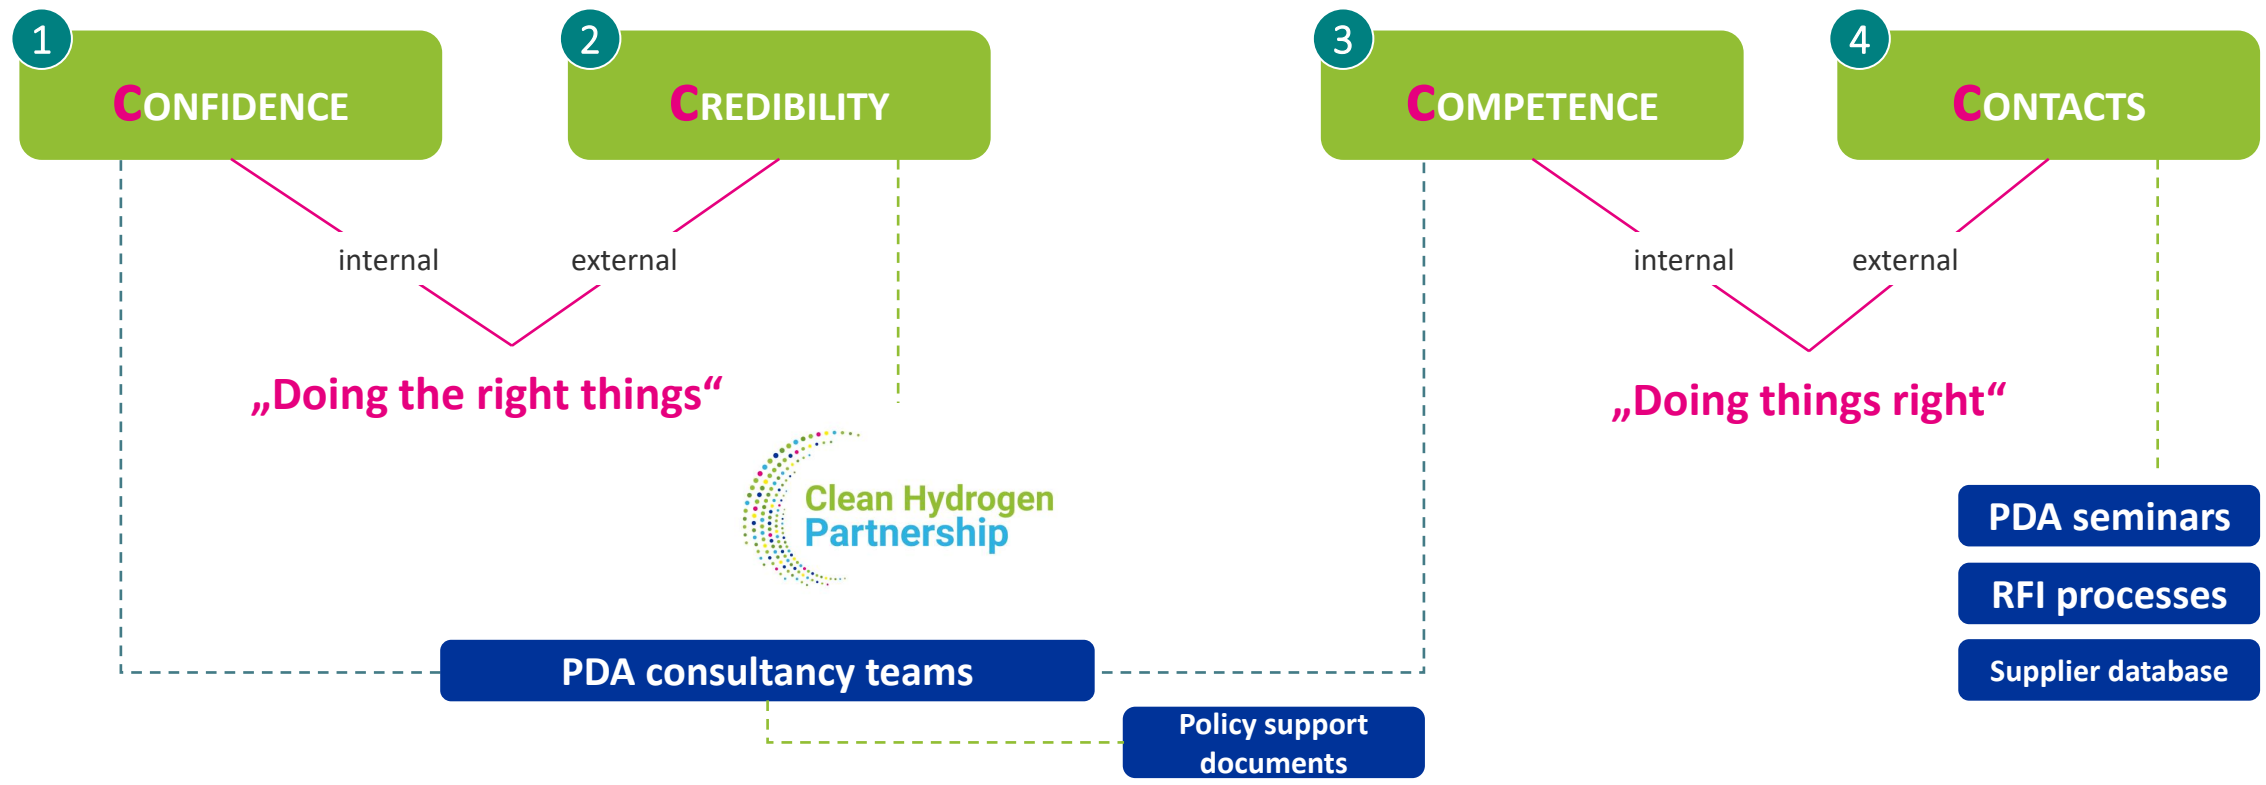 1
CONFIDENCE
2
CREDIBILITY
3
COMPETENCE
4
CONTACTS
internal
external
internal
external
„Doing the right things“
„Doing things right“
Clean Hydrogen
Partnership
PDA seminars
RFI processes
Supplier database
PDA consultancy teams
Policy support
documents